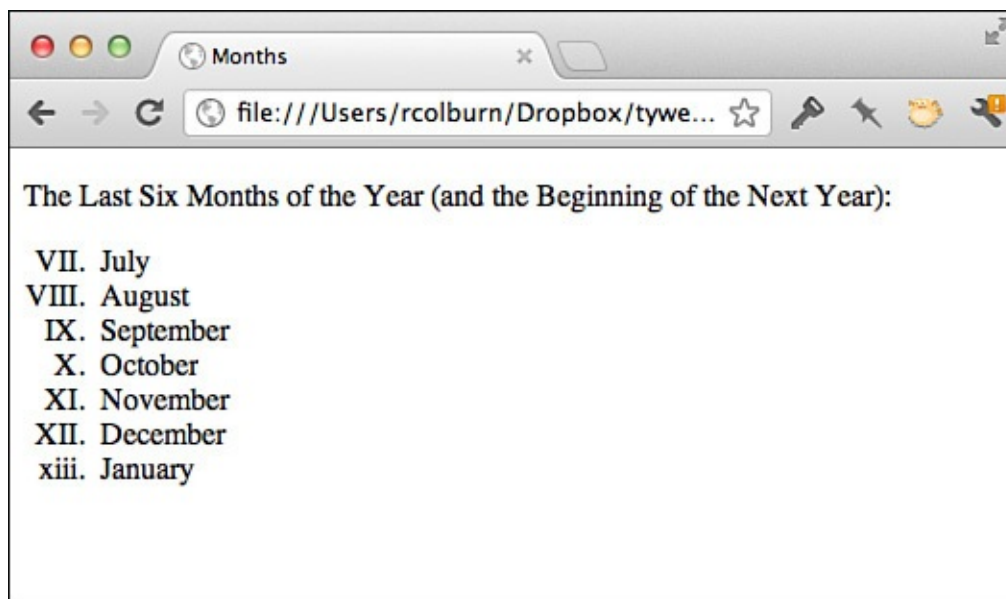 Months
file:///Users/rcolburn/Dropbox/tywe...
The Last Six Months of the Year (and the Beginning of the Next Year):
VII. July
VIII. August
IX. September
X. October
XI. November
XII. December
xiii. January